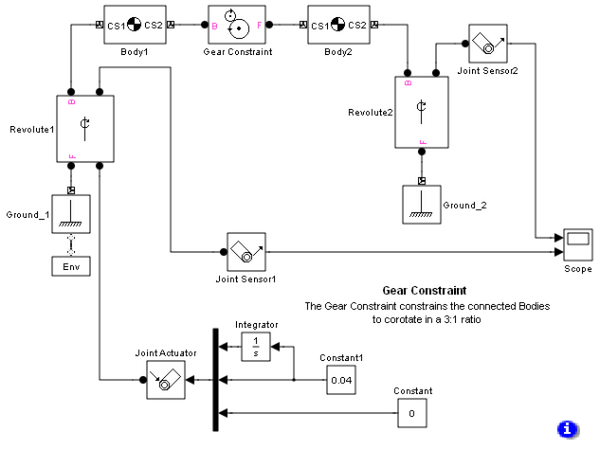 CS1 CS2
Body1
B F
Gear Constraint
CS1 CS2
Body2
Joint Sensor2
B
Revolute1
F
B
Revolute2
F
Ground_1
Env
Ground_2
Joint Sensor1
Scope
Gear Constraint
The Gear Constraint constrains the connected Bodies
to corotate in a 3:1 ratio
Integrator
1
s
Joint Actuator
Constant1
0.04
Constant
0
i